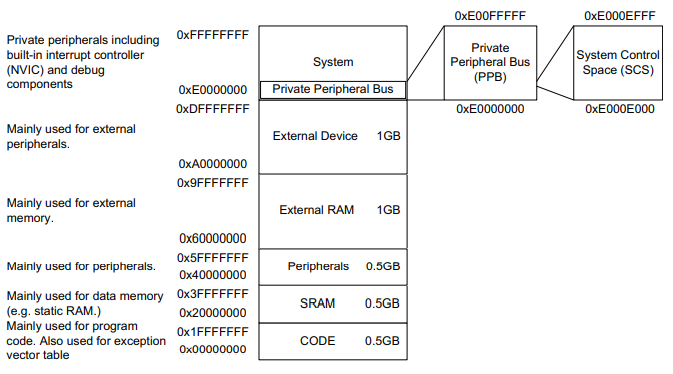 0xE00FFFFF
0xE000EFFF
Private peripherals including
built-in interrupt controller
(NVIC) and debug
components
0xFFFFFFFF
System
0xE0000000
Private Peripheral Bus
Private
Peripheral Bus
(PPB)
System Control
Space (SCS)
0xE0000000
0xE000E000
0xDFFFFFFF
Mainly used for external
peripherals.
External Device 1GB
0xA0000000
0x9FFFFFFF
Mainly used for external
memory.
External RAM 1GB
0x60000000
0x5FFFFFFF
Mainly used for peripherals.
Peripherals 0.5GB
0x40000000
0x3FFFFFFF
Mainly used for data memory
(e.g. static RAM.)
SRAM 0.5GB
0x20000000
0x1FFFFFFF
Mainly used for program
code. Also used for exception
vector table
CODE 0.5GB
0x00000000